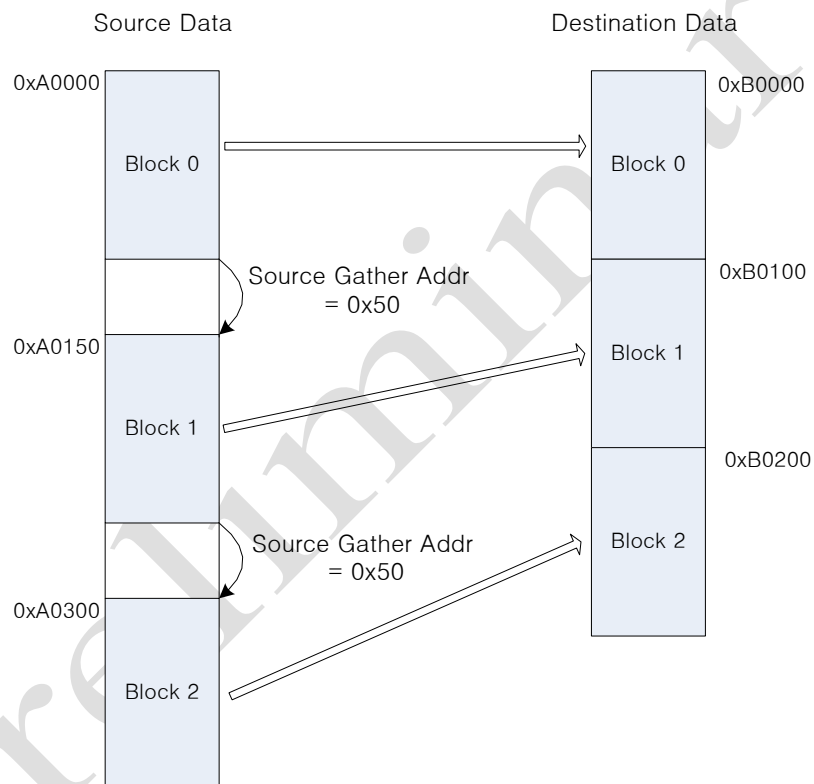 Source Data
Destination Data
0xA0000
0xB0000
Block 0
Block 0
0xB0100
Source Gather Addr
= 0x50
0xA0150
Block 1
Block 1
0xB0200
Source Gather Addr
= 0x50
Block 2
0xA0300
Block 2